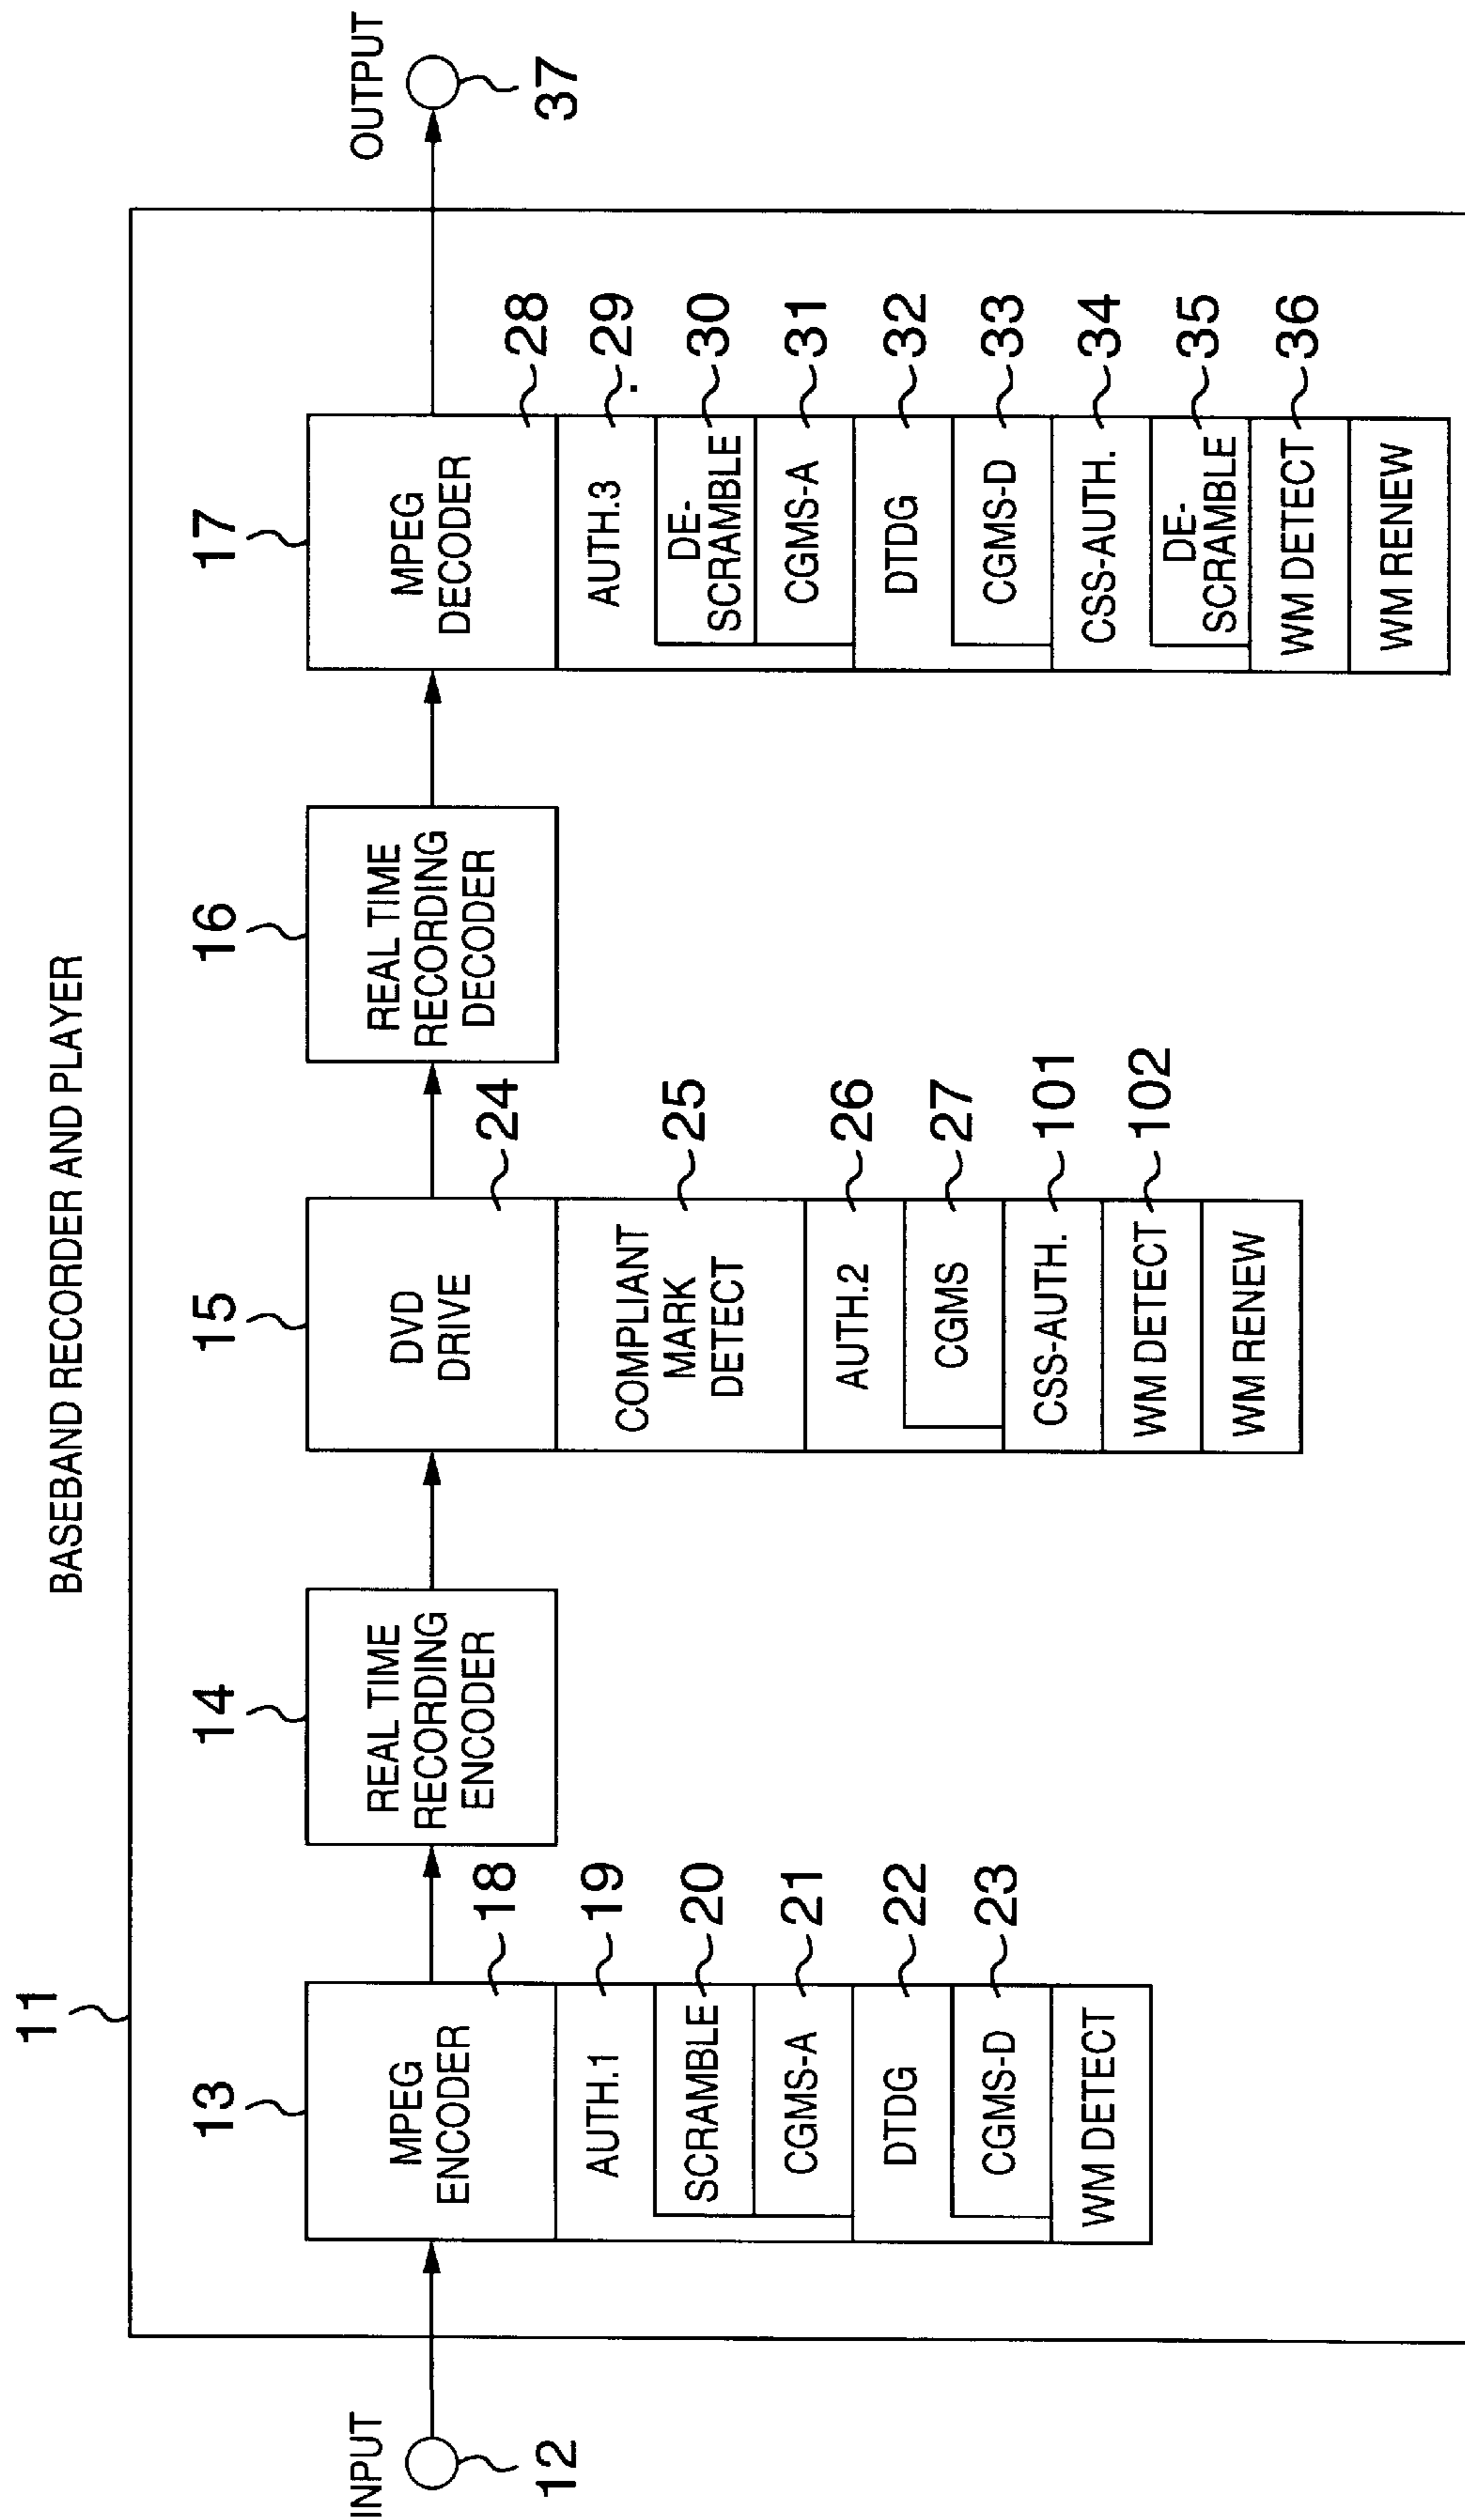 BASEBAND RECORDER AND PLAYER
11
INPUT
12
13
MPEG
ENCODER
18
AUTH.1
19
SCRAMBLE
20
CGMS-A
21
DTDG
22
CGMS-D
23
WM DETECT
14
REAL TIME
RECORDING
ENCODER
15
DVD
DRIVE
24
COMPLIANT
MARK
DETECT
25
AUTH.2
26
CGMS
27
CSS-AUTH.
101
WM DETECT
102
WM RENEW
16
REAL TIME
RECORDING
DECODER
17
MPEG
DECODER
28
AUTH.3
29
DE-
SCRAMBLE
30
CGMS-A
31
DTDG
32
CGMS-D
33
CSS-AUTH.
34
DE-
SCRAMBLE
35
WM DETECT
36
WM RENEW
OUTPUT
37